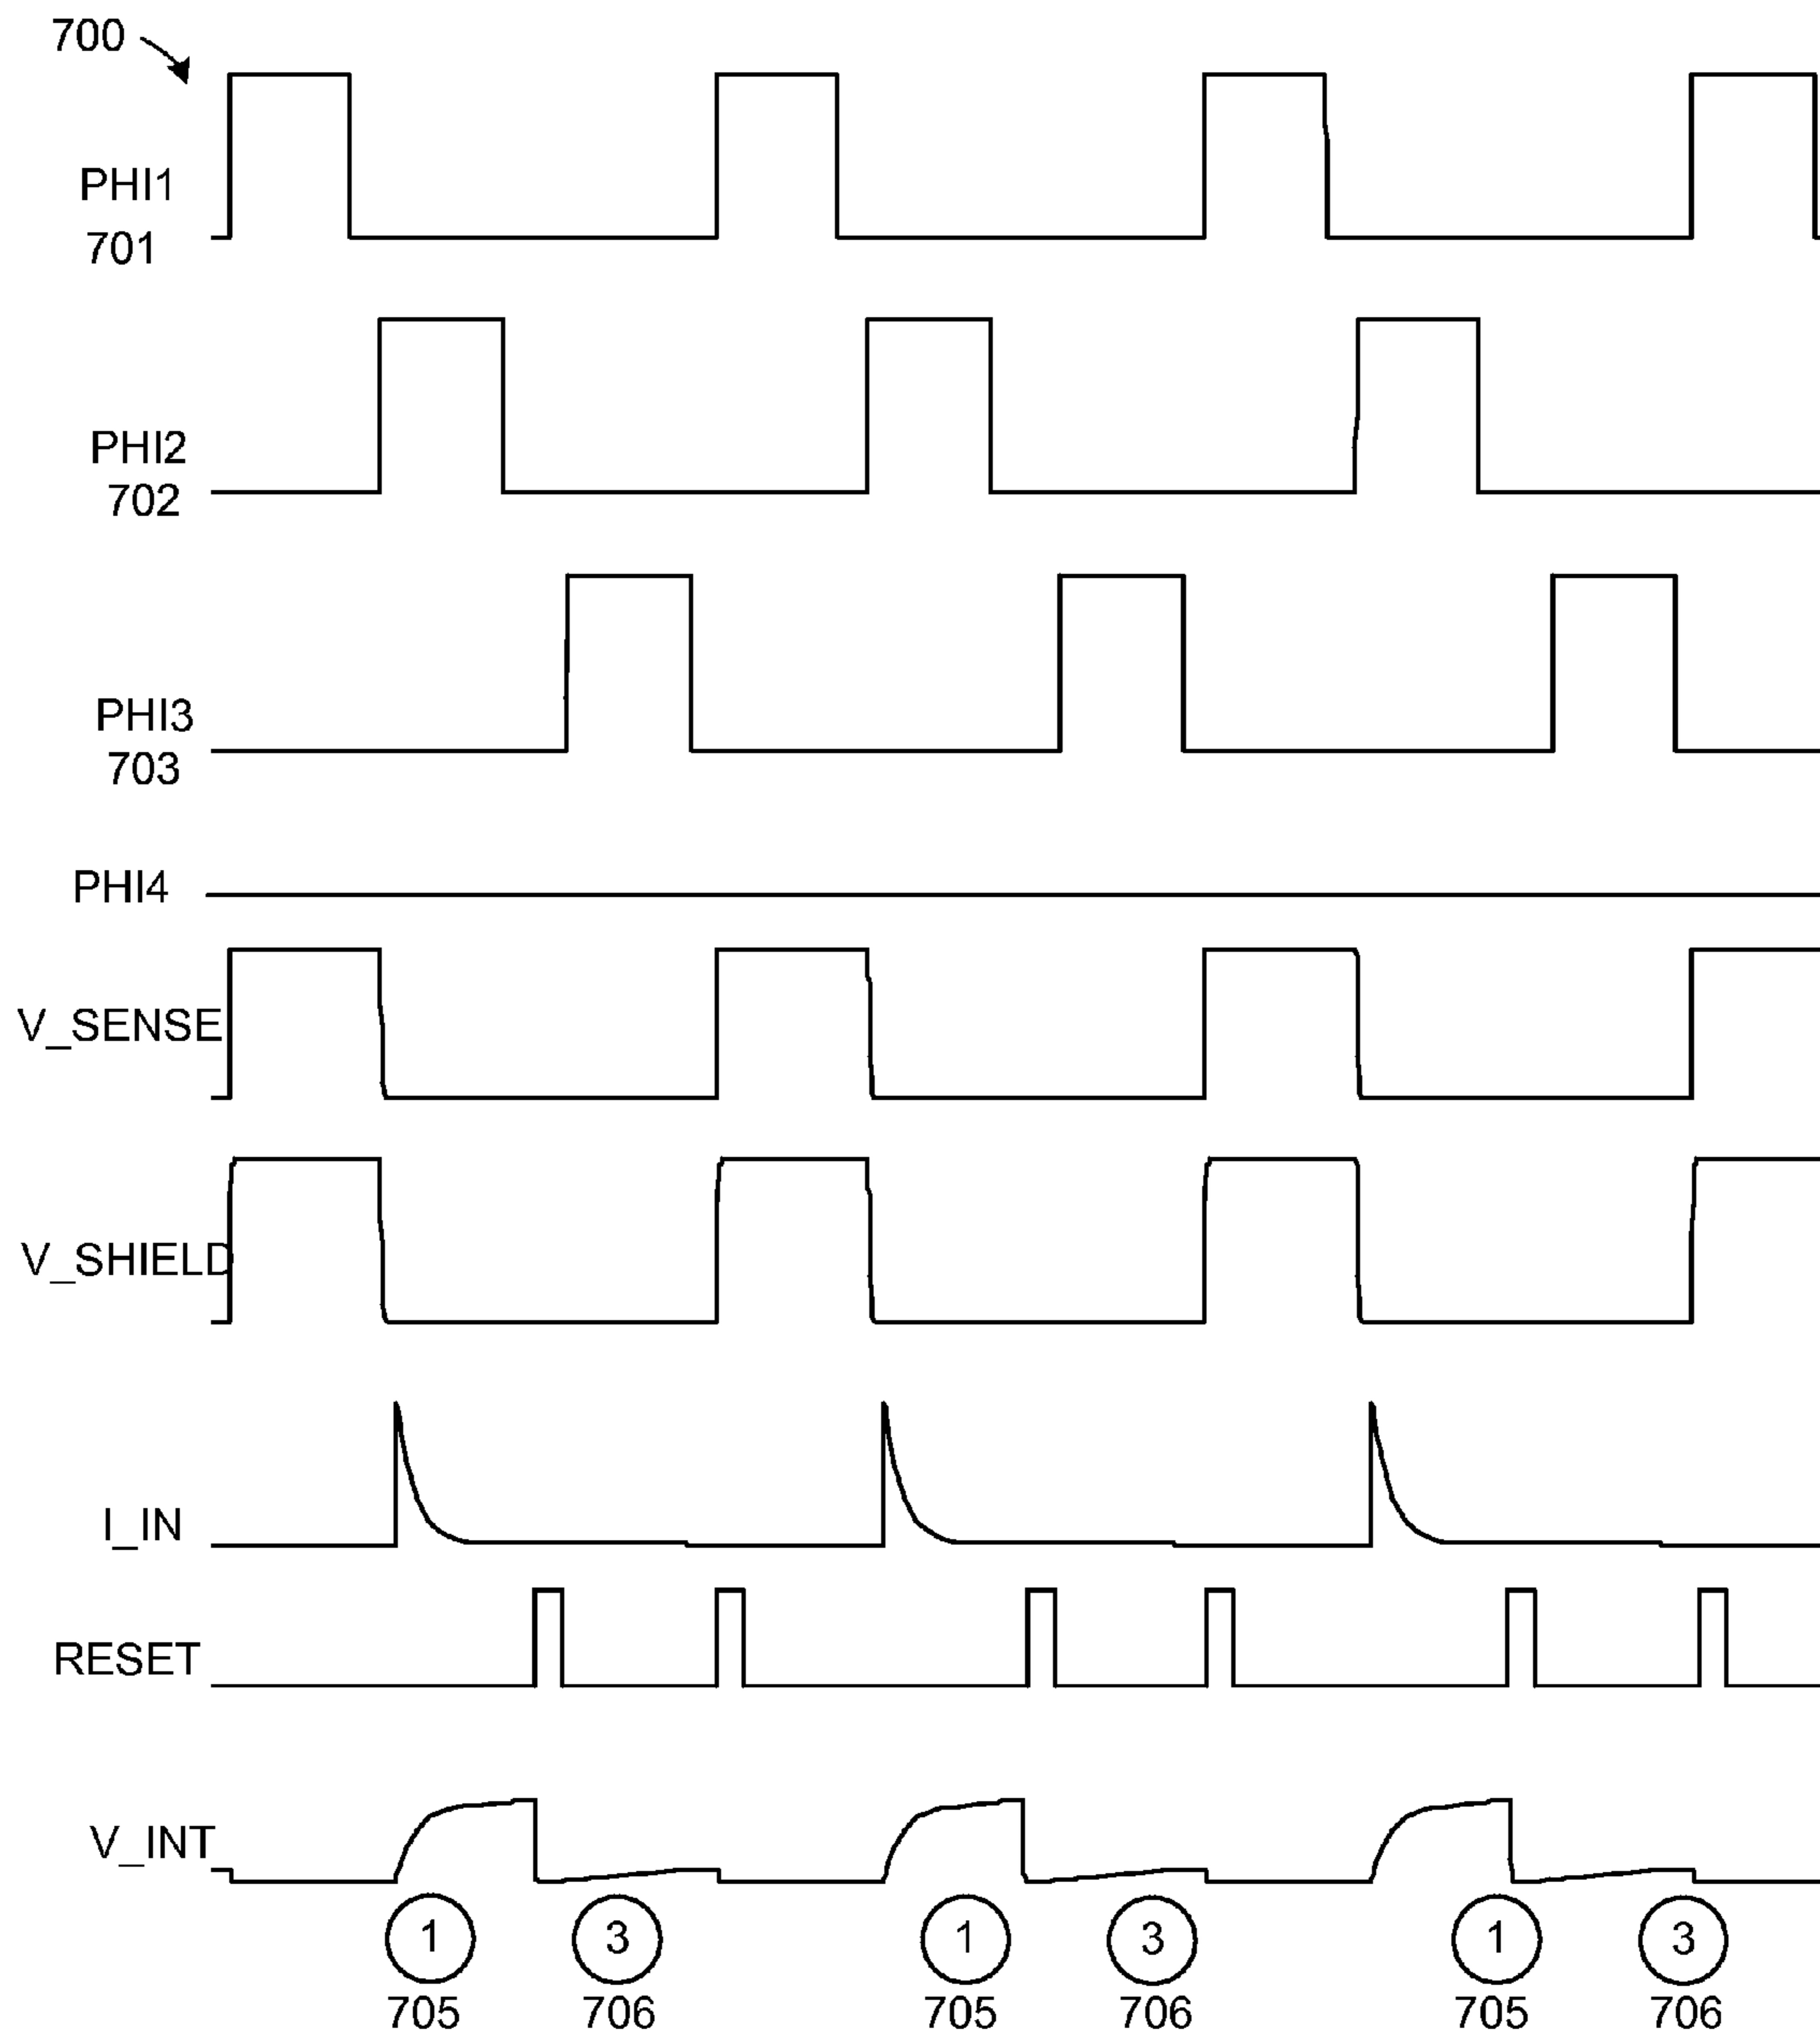 700
PHI1
701
PHI2
702
PHI3
703
PHI4
V_SENSE
V_SHIELD
I_IN
RESET
V_INT
1 3 1 3 1 3
705 706 705 706 705 706